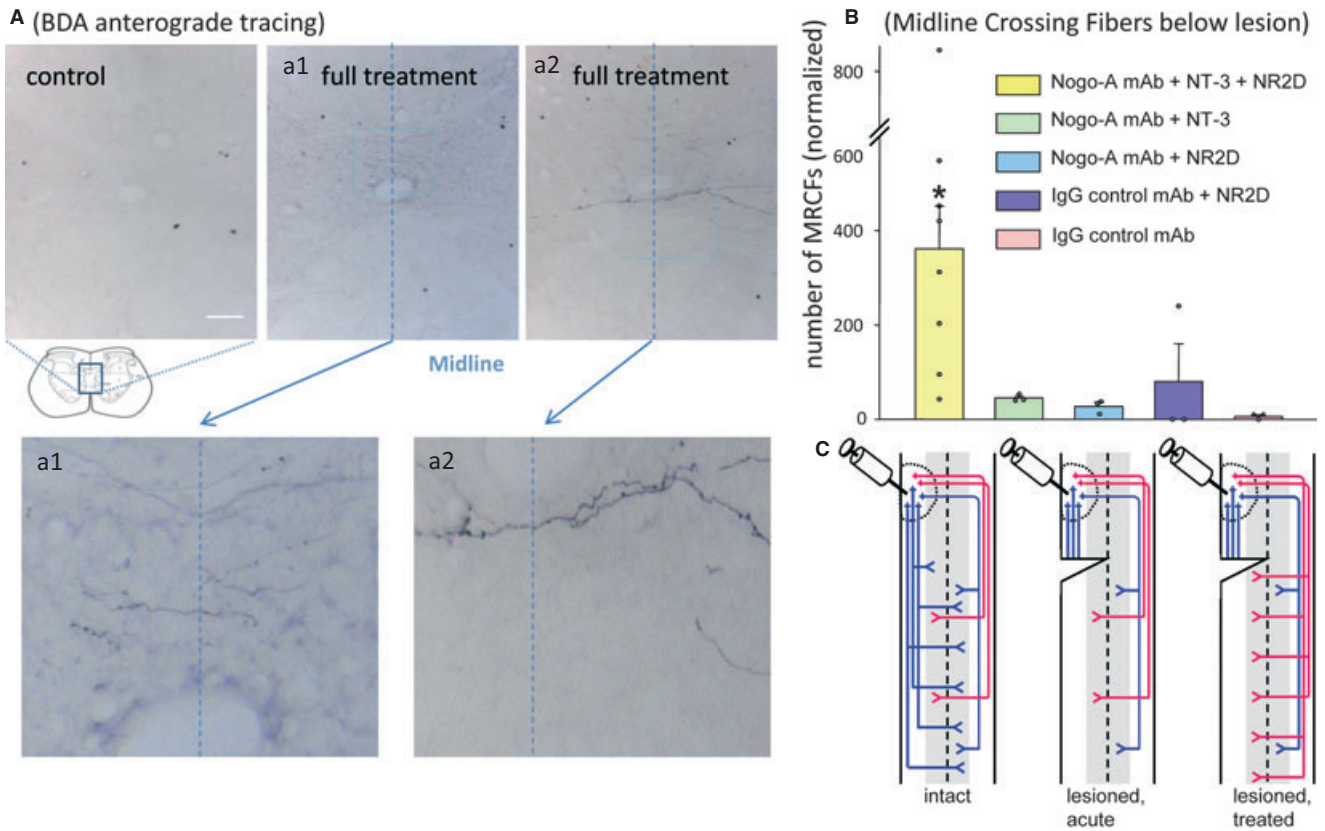 A (BDA anterograde tracing)
control
a1 full treatment
a2 full treatment
Midline
a1
a2
B (Midline Crossing Fibers below lesion)
number of MRCFs (normalized)
800
600
400
200
0
*
Nogo-A mAb + NT-3 + NR2D
Nogo-A mAb + NT-3
Nogo-A mAb + NR2D
IgG control mAb + NR2D
IgG control mAb
C
intact
lesioned,
acute
lesioned,
treated